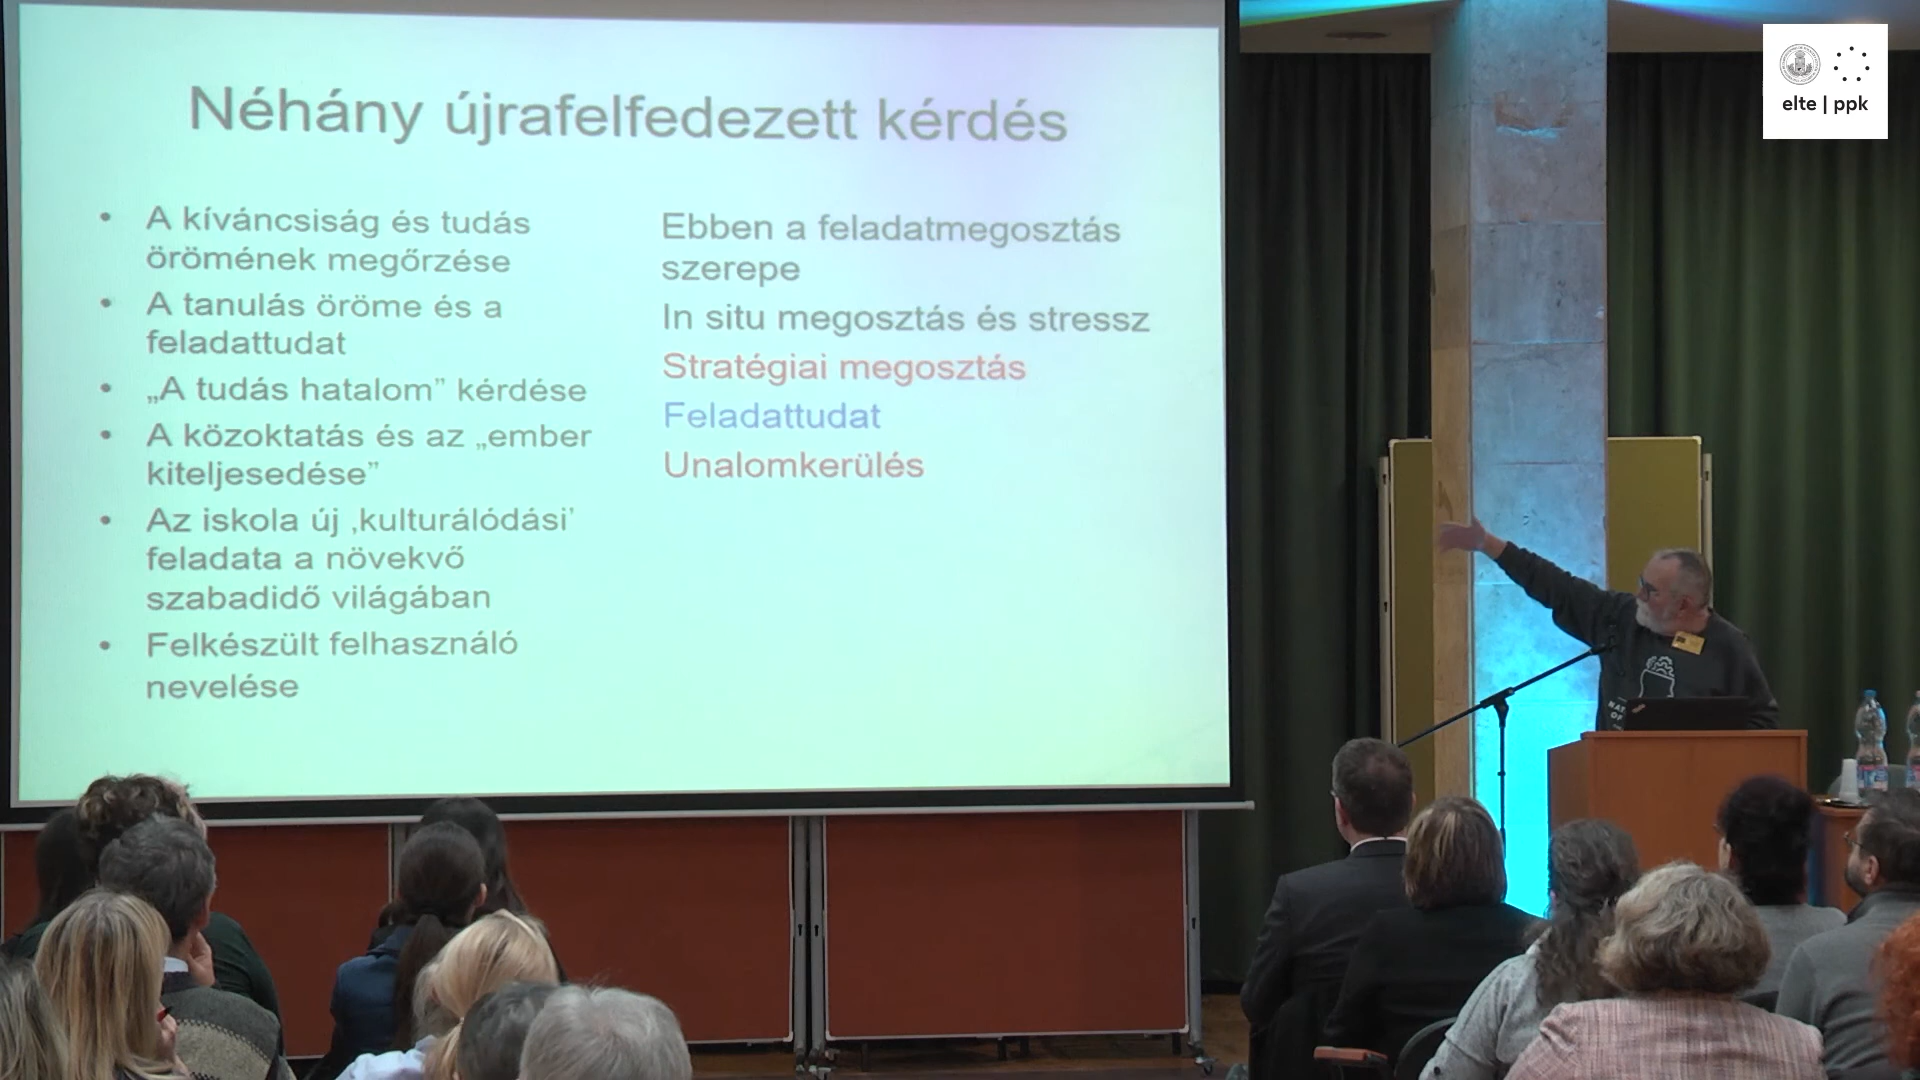 Néhány újrafelfedezett kérdés
• A kíváncsiság és tudás
örömének megőrzése
• A tanulás öröme és a
feladattudat
• „A tudás hatalom” kérdése
• A közoktatás és az „ember
kiteljesedése”
• Az iskola új ‚kulturálódási’
feladata a növekvő
szabadidő világában
• Felkészült felhasználó
nevelése
Ebben a feladatmegosztás
szerepe
In situ megosztás és stressz
Stratégiai megosztás
Feladattudat
Unalomkerülés
elte | ppk